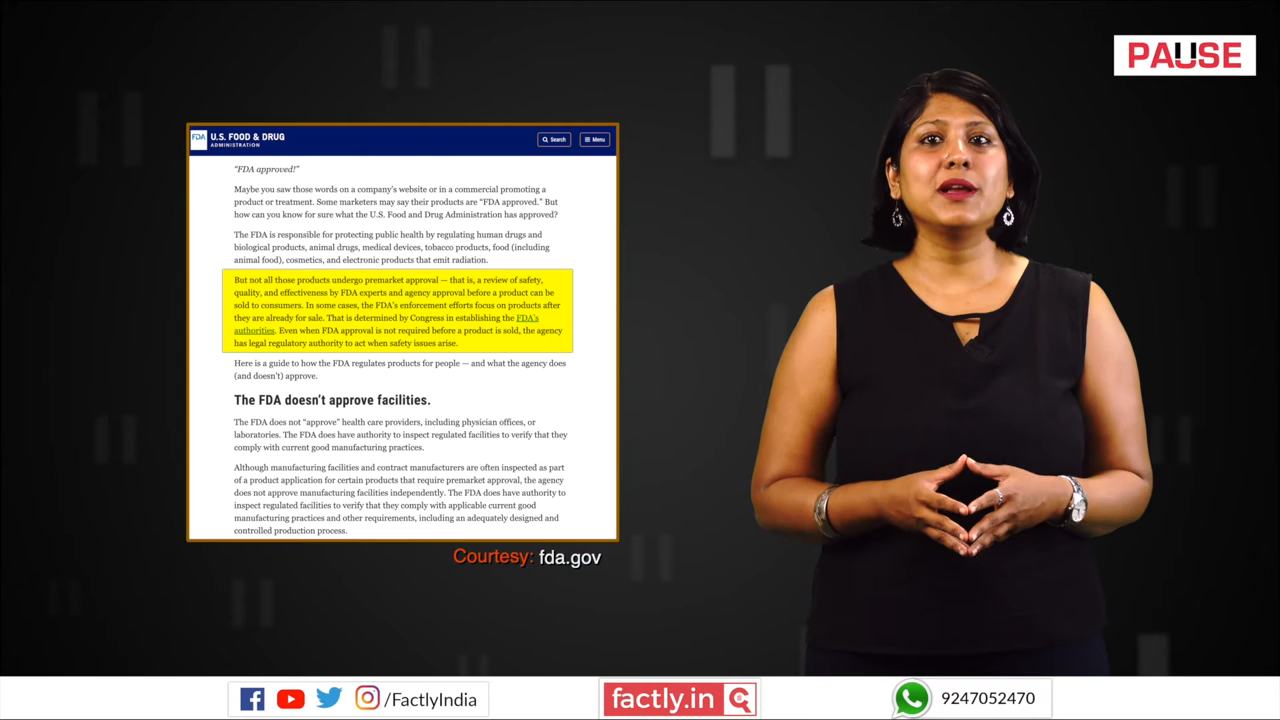 PAUSE
FDA
U.S. FOOD & DRUG
ADMINISTRATION
Search
Menu
“FDA approved!”
Maybe you saw those words on a company’s website or in a commercial promoting a
product or treatment. Some marketers may say their products are “FDA approved.” But
how can you know for sure what the U.S. Food and Drug Administration has approved?
The FDA is responsible for protecting public health by regulating human drugs and
biological products, animal drugs, medical devices, tobacco products, food (including
animal food), cosmetics, and electronic products that emit radiation.
But not all those products undergo premarket approval — that is, a review of safety,
quality, and effectiveness by FDA experts and agency approval before a product can be
sold to consumers. In some cases, the FDA’s enforcement efforts focus on products after
they are already for sale. That is determined by Congress in establishing the FDA’s
authorities. Even when FDA approval is not required before a product is sold, the agency
has legal regulatory authority to act when safety issues arise.
Here is a guide to how the FDA regulates products for people — and what the agency does
(and doesn’t) approve.
The FDA doesn’t approve facilities.
The FDA does not “approve” health care providers, including physician offices, or
laboratories. The FDA does have authority to inspect regulated facilities to verify that they
comply with current good manufacturing practices.
Although manufacturing facilities and contract manufacturers are often inspected as part
of a product application for certain products that require premarket approval, the agency
does not approve manufacturing facilities independently. The FDA does have authority to
inspect regulated facilities to verify that they comply with applicable current good
manufacturing practices and other requirements, including an adequately designed and
controlled production process.
Courtesy: fda.gov
/FactlyIndia
factly.in
9247052470